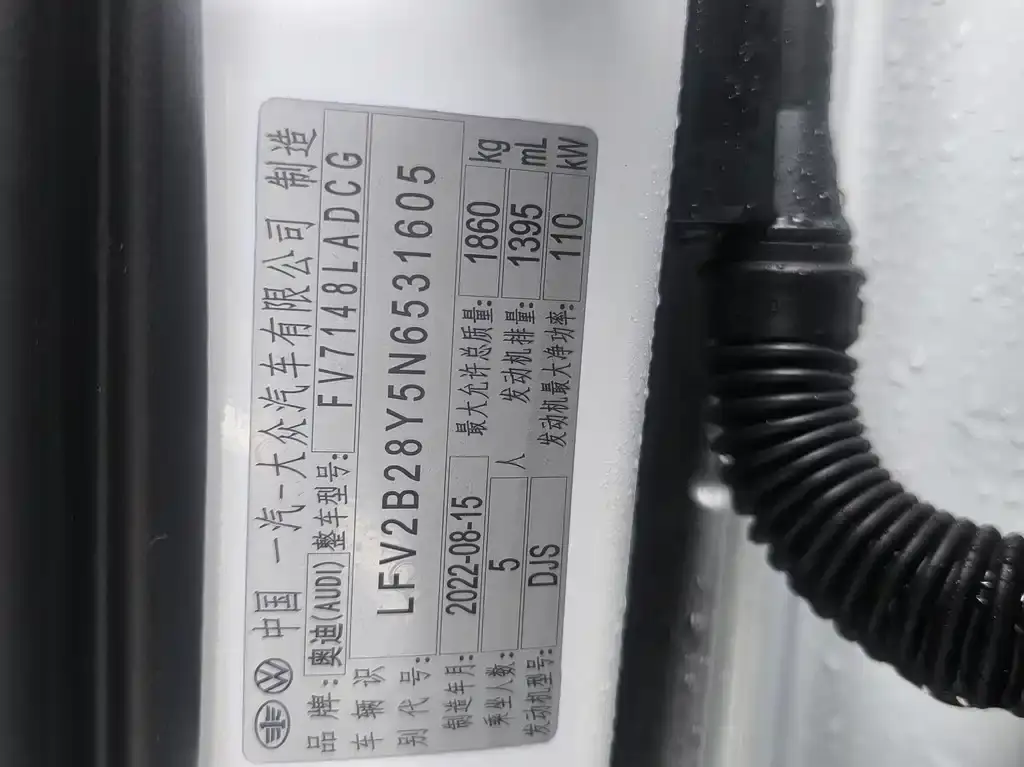 中国 一汽-大众汽车有限公司 制造
品牌: 奥迪(AUDI) 整车型号: FV7148LADCG
车辆识别代号: LFV2B28Y5N6531605
制造年月: 2022-08-15 最大允许总质量: 1860 kg
乘坐人数: 5 人 发动机排量: 1395 mL
发动机型号: DJS 发动机最大净功率: 110 kW